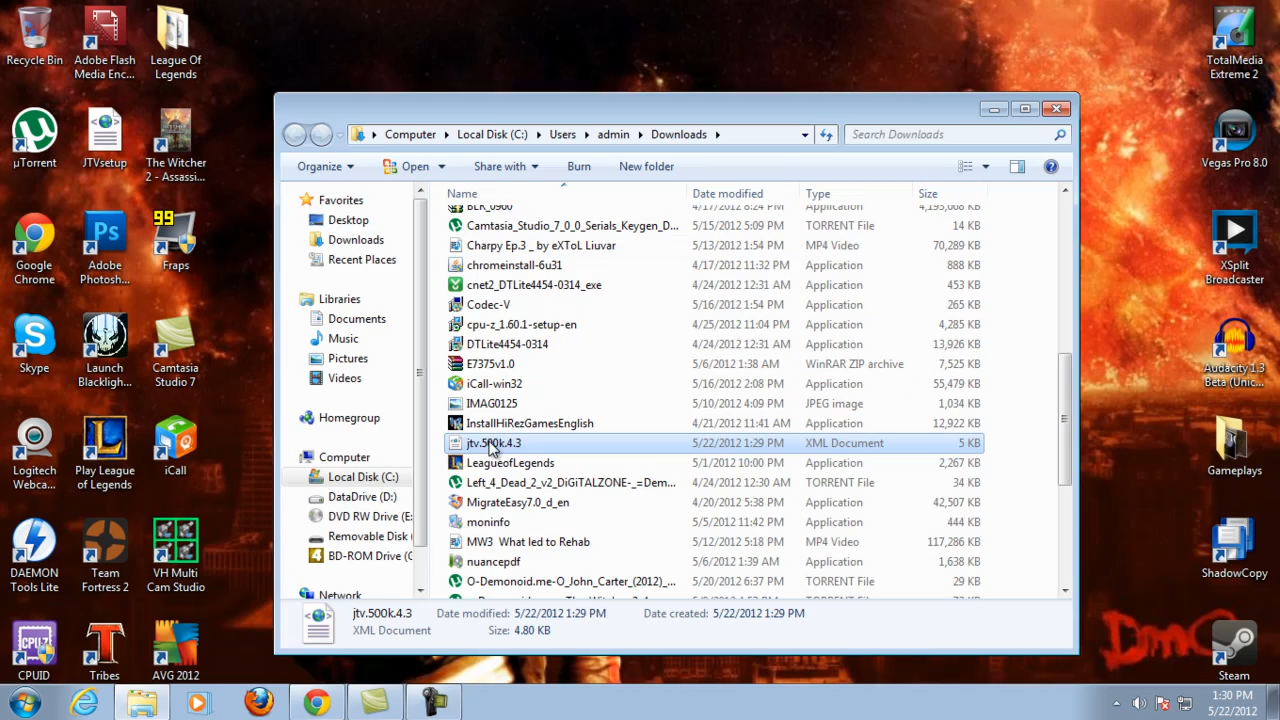 Recycle Bin
Adobe Flash
Media Enc...
League Of
Legends
µTorrent
JTVsetup
The Witcher
2 - Assassi...
Google
Chrome
Adobe
Photosh...
99
Fraps
Skype
Launch
Blackligh...
Camtasia
Studio 7
Logitech
Webca...
Play League
of Legends
iCall
DAEMON
Tools Lite
Team
Fortress 2
VH Multi
Cam Studio
CPUID
Tribes
AVG 2012
Computer
Local Disk (C:)
Users
admin
Downloads
Search Downloads
Organize
Open
Share with
Burn
New folder
Favorites
Desktop
Downloads
Recent Places
Libraries
Documents
Music
Pictures
Videos
Homegroup
Computer
Local Disk (C:)
DataDrive (D:)
DVD RW Drive (E:
Removable Disk (
BD-ROM Drive (G
Network
Name Date modified Type Size
4/17/2012 8:24 PM Application
Camtasia_Studio_7_0_0_Serials_Keygen_D... 5/15/2012 5:09 PM TORRENT File 14 KB
Charpy Ep.3 _ by eXToL Liuvar 5/13/2012 1:54 PM MP4 Video 70,289 KB
chromeinstall-6u31 4/17/2012 11:32 PM Application 888 KB
cnet2_DTLite4454-0314_exe 4/24/2012 12:31 AM Application 453 KB
Codec-V 5/16/2012 1:54 PM Application 265 KB
cpu-z_1.60.1-setup-en 4/25/2012 11:04 PM Application 4,285 KB
DTLite4454-0314 4/24/2012 12:31 AM Application 13,926 KB
E7375v1.0 5/6/2012 1:38 AM WinRAR ZIP archive 7,525 KB
iCall-win32 5/16/2012 2:08 PM Application 55,479 KB
IMAG0125 5/10/2012 4:09 PM JPEG image 1,034 KB
InstallHiRezGamesEnglish 4/21/2012 11:41 AM Application 12,922 KB
jtv.500k.4.3 5/22/2012 1:29 PM XML Document 5 KB
LeagueofLegends 5/1/2012 10:00 PM Application 2,267 KB
Left_4_Dead_2_v2_DiGiTALZONE-_=Dem... 4/24/2012 12:30 AM TORRENT File 34 KB
MigrateEasy7.0_d_en 4/20/2012 5:38 PM Application 42,507 KB
moninfo 5/5/2012 11:42 PM Application 444 KB
MW3 What led to Rehab 5/12/2012 5:18 PM MP4 Video 117,286 KB
nuancepdf 5/6/2012 1:39 AM Application 1,638 KB
O-Demonoid.me-O_John_Carter_(2012)_... 5/20/2012 6:37 PM TORRENT File 29 KB
jtv.500k.4.3 Date modified: 5/22/2012 1:29 PM Date created: 5/22/2012 1:29 PM
XML Document Size: 4.80 KB
TotalMedia
Extreme 2
Vegas Pro 8.0
XSplit
Broadcaster
Audacity 1.3
Beta (Unic...
Gameplays
ShadowCopy
Steam
DmC
1:30 PM
5/22/2012